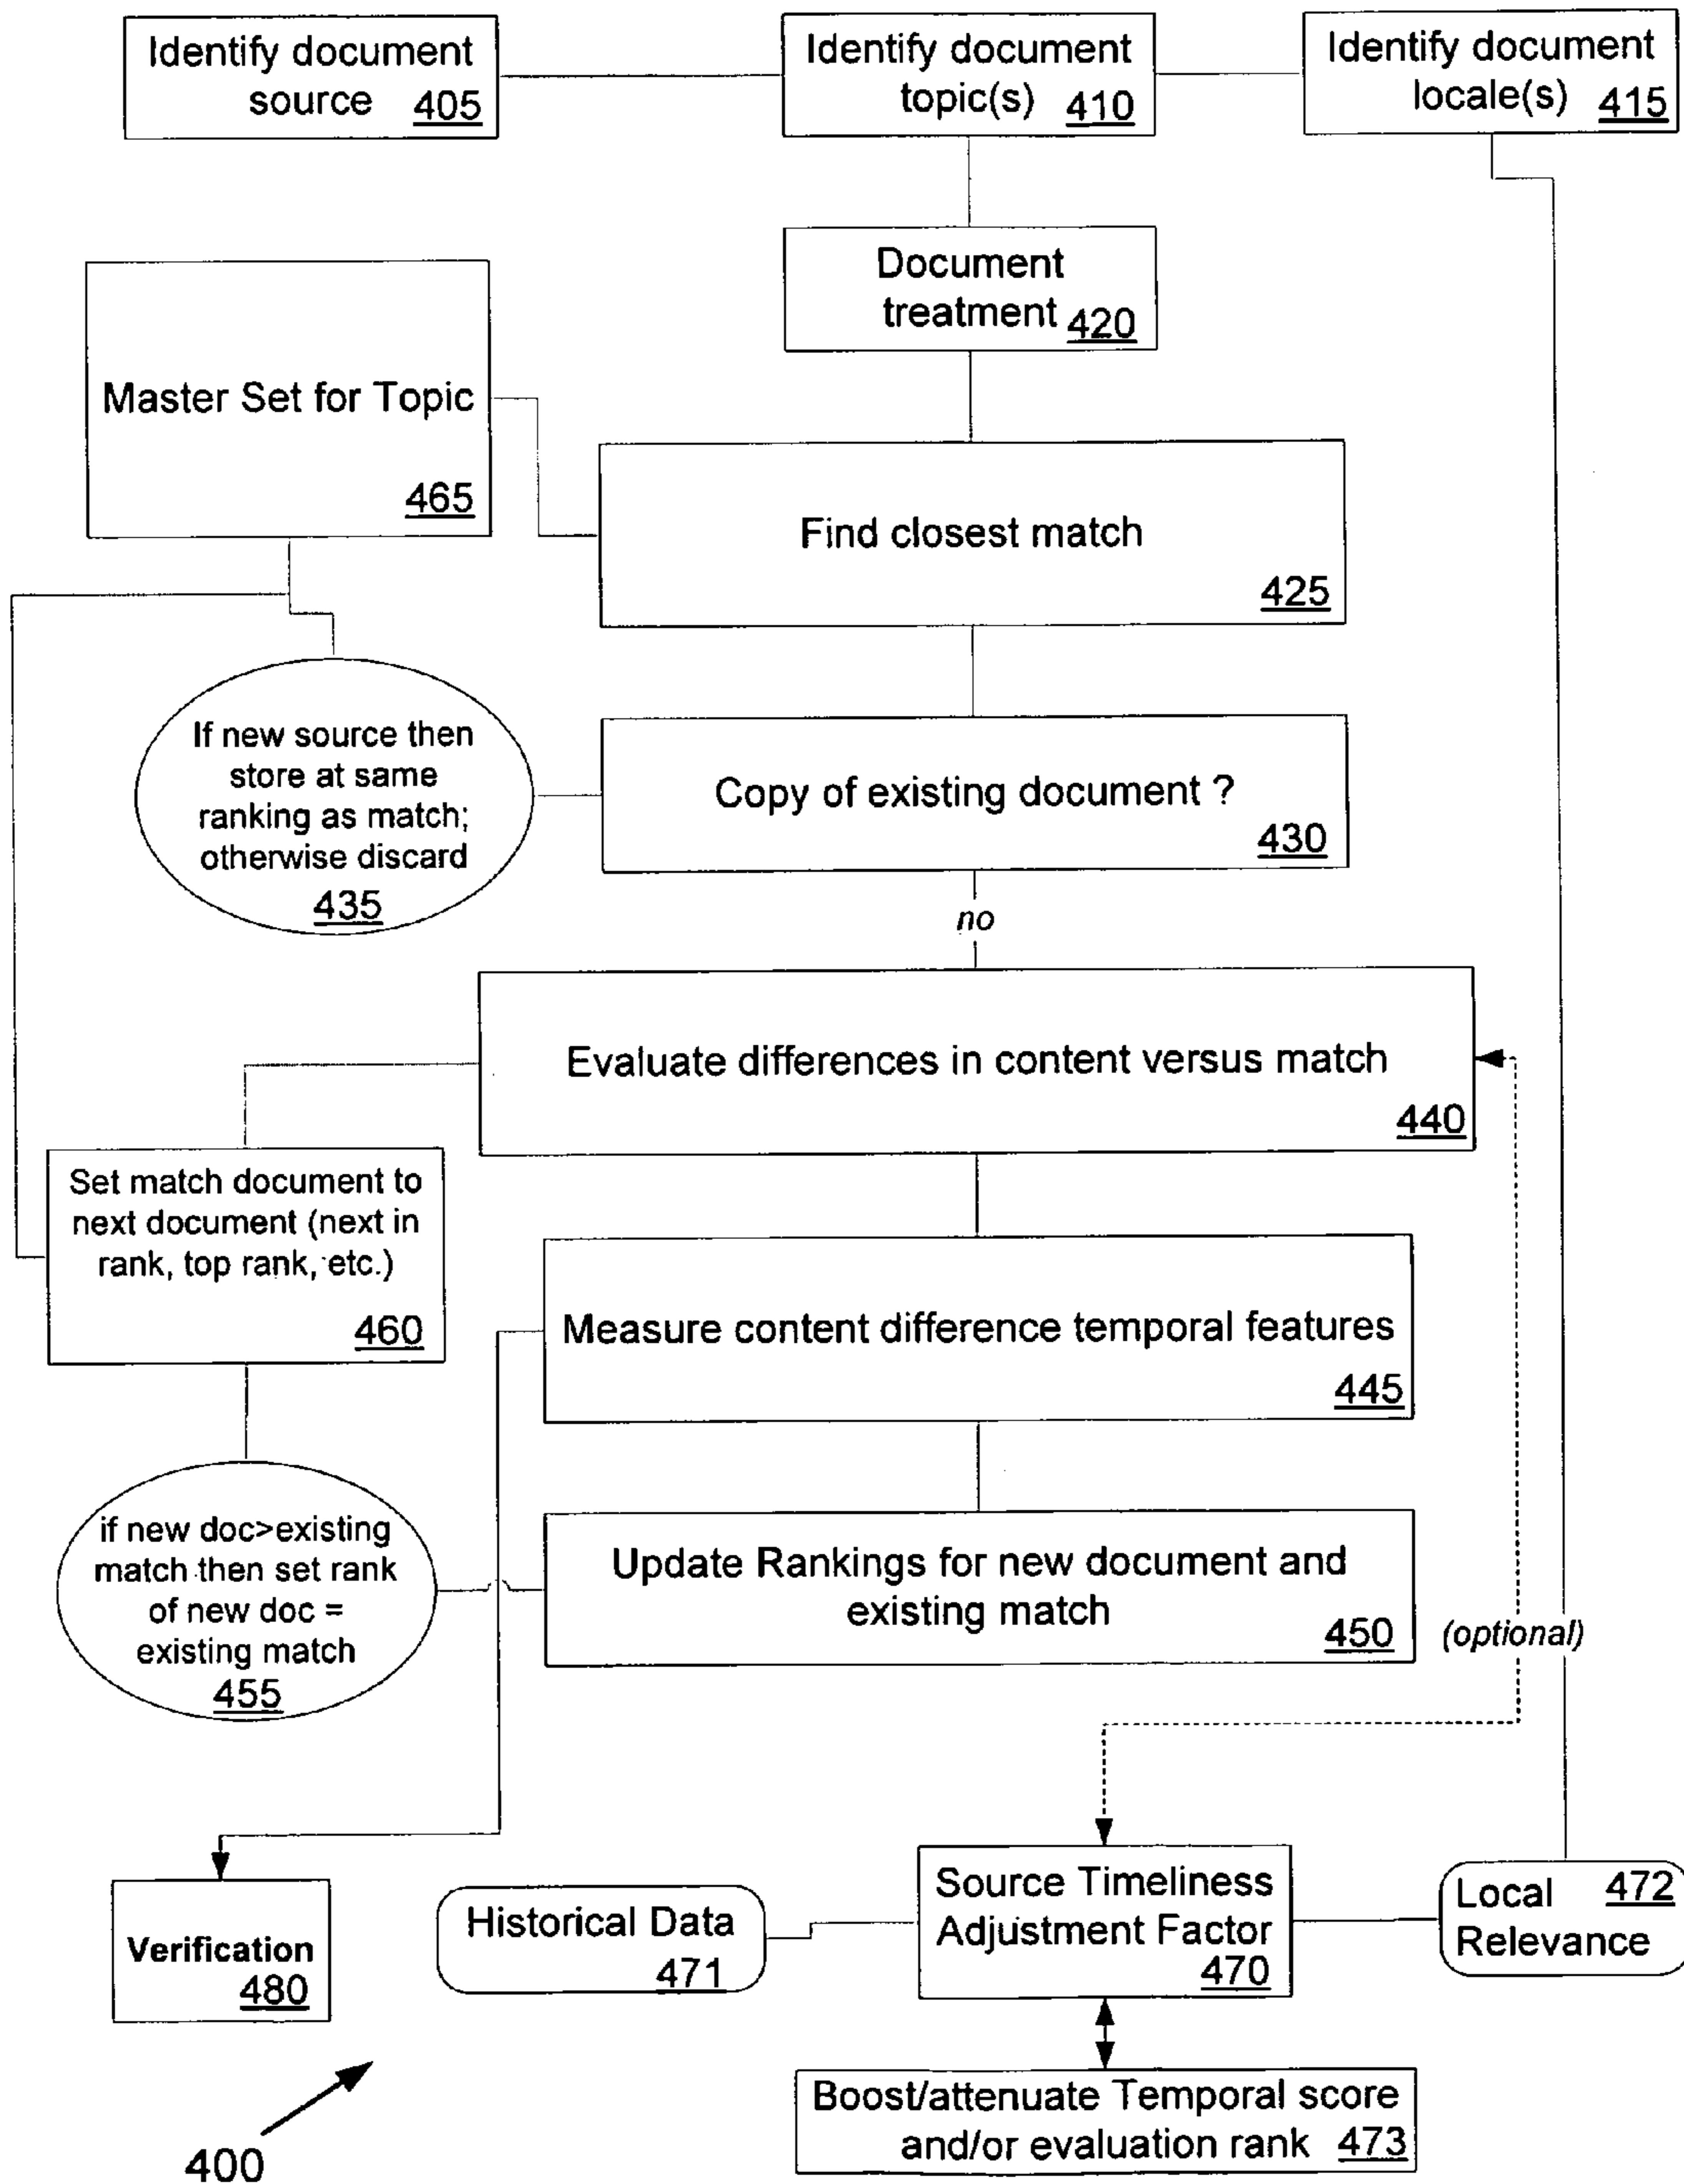 Identify document
source 405
Identify document
topic(s) 410
Identify document
locale(s) 415
Document
treatment 420
Master Set for Topic
465
Find closest match
425
If new source then
store at same
ranking as match;
otherwise discard
435
Copy of existing document ?
430
no
Evaluate differences in content versus match
440
Set match document to
next document (next in
rank, top rank, etc.)
460
Measure content difference temporal features
445
if new doc>existing
match then set rank
of new doc =
existing match
455
Update Rankings for new document and
existing match
450
(optional)
Verification
480
Historical Data
471
Source Timeliness
Adjustment Factor
470
Local 472
Relevance
Boost/attenuate Temporal score
and/or evaluation rank 473
400